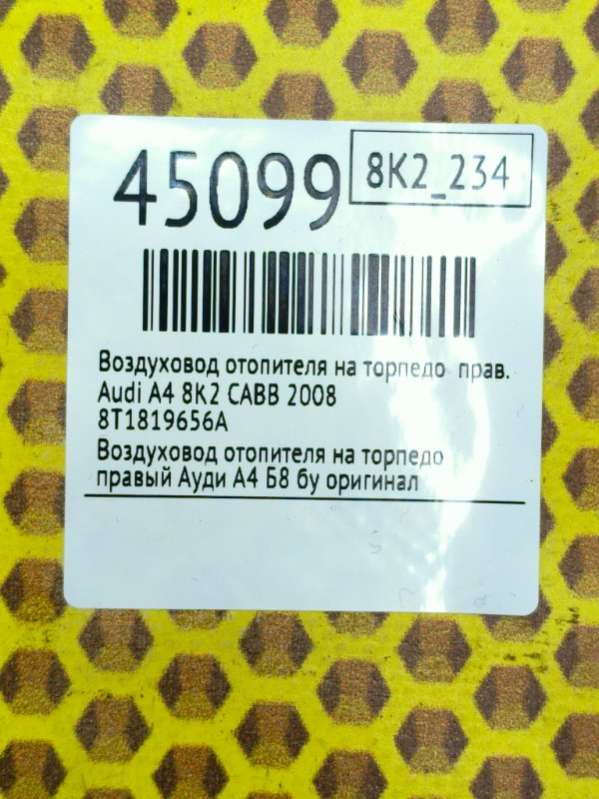 45099
8K2_234
Воздуховод отопителя на торпедо прав.
Audi A4 8K2 CABB 2008
8T1819656A
Воздуховод отопителя на торпедо
правый Ауди А4 Б8 бу оригинал